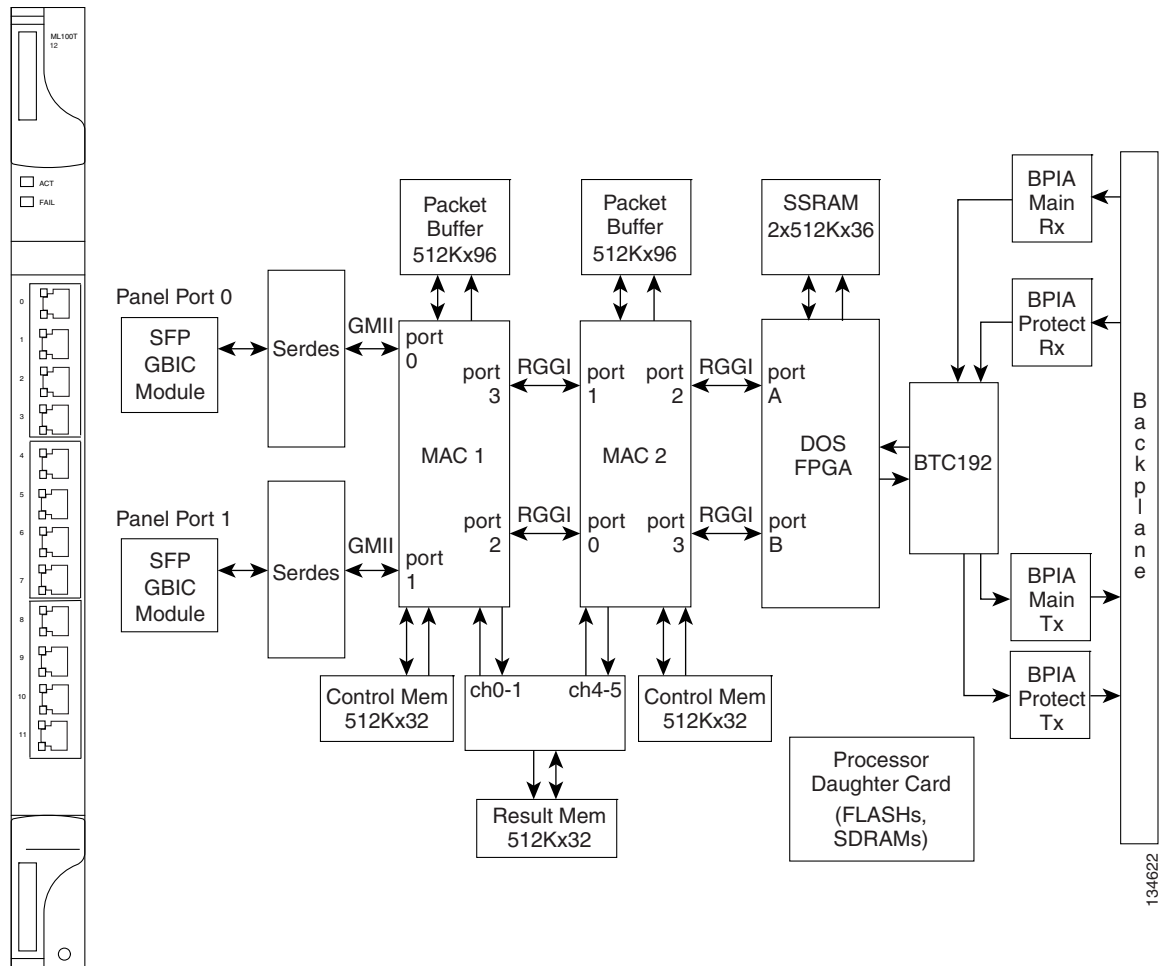 ML100T
12
ACT
FAIL
0
1
2
3
4
5
6
7
8
9
10
11
Panel Port 0
SFP
GBIC
Module
Serdes
GMII
Panel Port 1
SFP
GBIC
Module
Serdes
GMII
Packet
Buffer
512Kx96
port
0
port
3
MAC 1
port
2
port
1
RGGI
RGGI
Packet
Buffer
512Kx96
port
1
port
2
MAC 2
port
0
port
3
RGGI
RGGI
SSRAM
2x512Kx36
port
A
DOS
FPGA
port
B
BTC192
BPIA
Main
Rx
BPIA
Protect
Rx
BPIA
Main
Tx
BPIA
Protect
Tx
Backplane
Control Mem
512Kx32
ch0-1
ch4-5
Control Mem
512Kx32
Result Mem
512Kx32
Processor
Daughter Card
(FLASHs,
SDRAMs)
134622